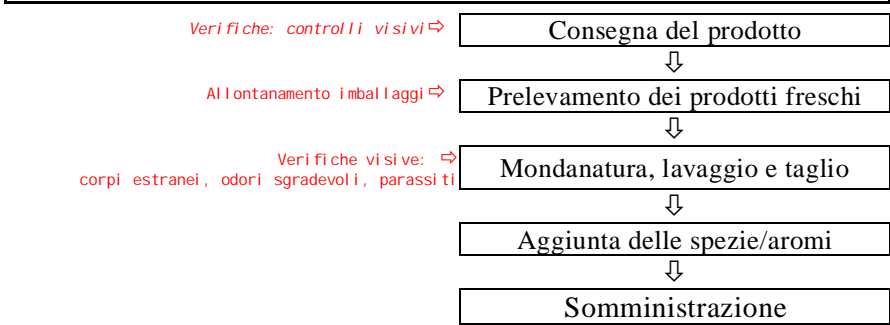 Verifiche: controlli visivi⇨ Consegna del prodotto
⇩
Allontanamento imballaggi⇨ Prelevamento dei prodotti freschi
⇩
Verifiche visive: ⇨
corpi estranei, odori sgradevoli, parassiti
Mondanatura, lavaggio e taglio
⇩
Aggiunta delle spezie/aromi
⇩
Somministrazione